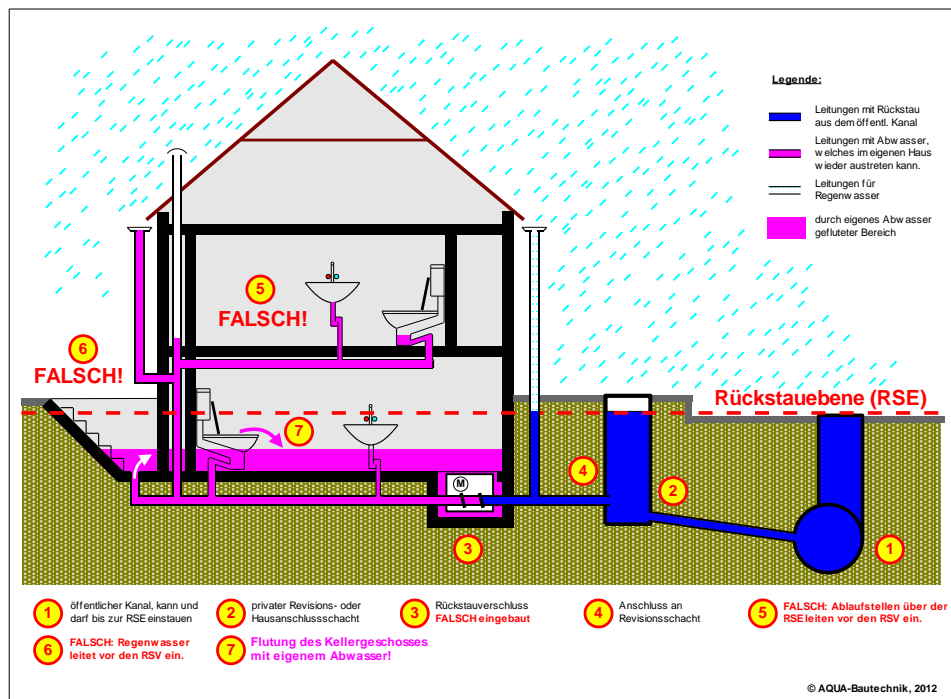 Legende:
Leitungen mit Rückstau
aus dem öffentl. Kanal
Leitungen mit Abwasser,
welches im eigenen Haus
wieder austreten kann.
Leitungen für
Regenwasser
durch eigenes Abwasser
gefluteter Bereich
5
FALSCH!
6
FALSCH!
Rückstauebene (RSE)
7
4
M
2
3
1
1 öffentlicher Kanal, kann und
darf bis zur RSE einstauen
2 privater Revisions- oder
Hausanschlussschacht
3 Rückstauverschluss
FALSCH eingebaut
4 Anschluss an
Revisionsschacht
5 FALSCH: Ablaufstellen über der
RSE leiten vor den RSV ein.
6 FALSCH: Regenwasser
leitet vor den RSV ein.
7 Flutung des Kellergeschosses
mit eigenem Abwasser!
© AQUA-Bautechnik, 2012